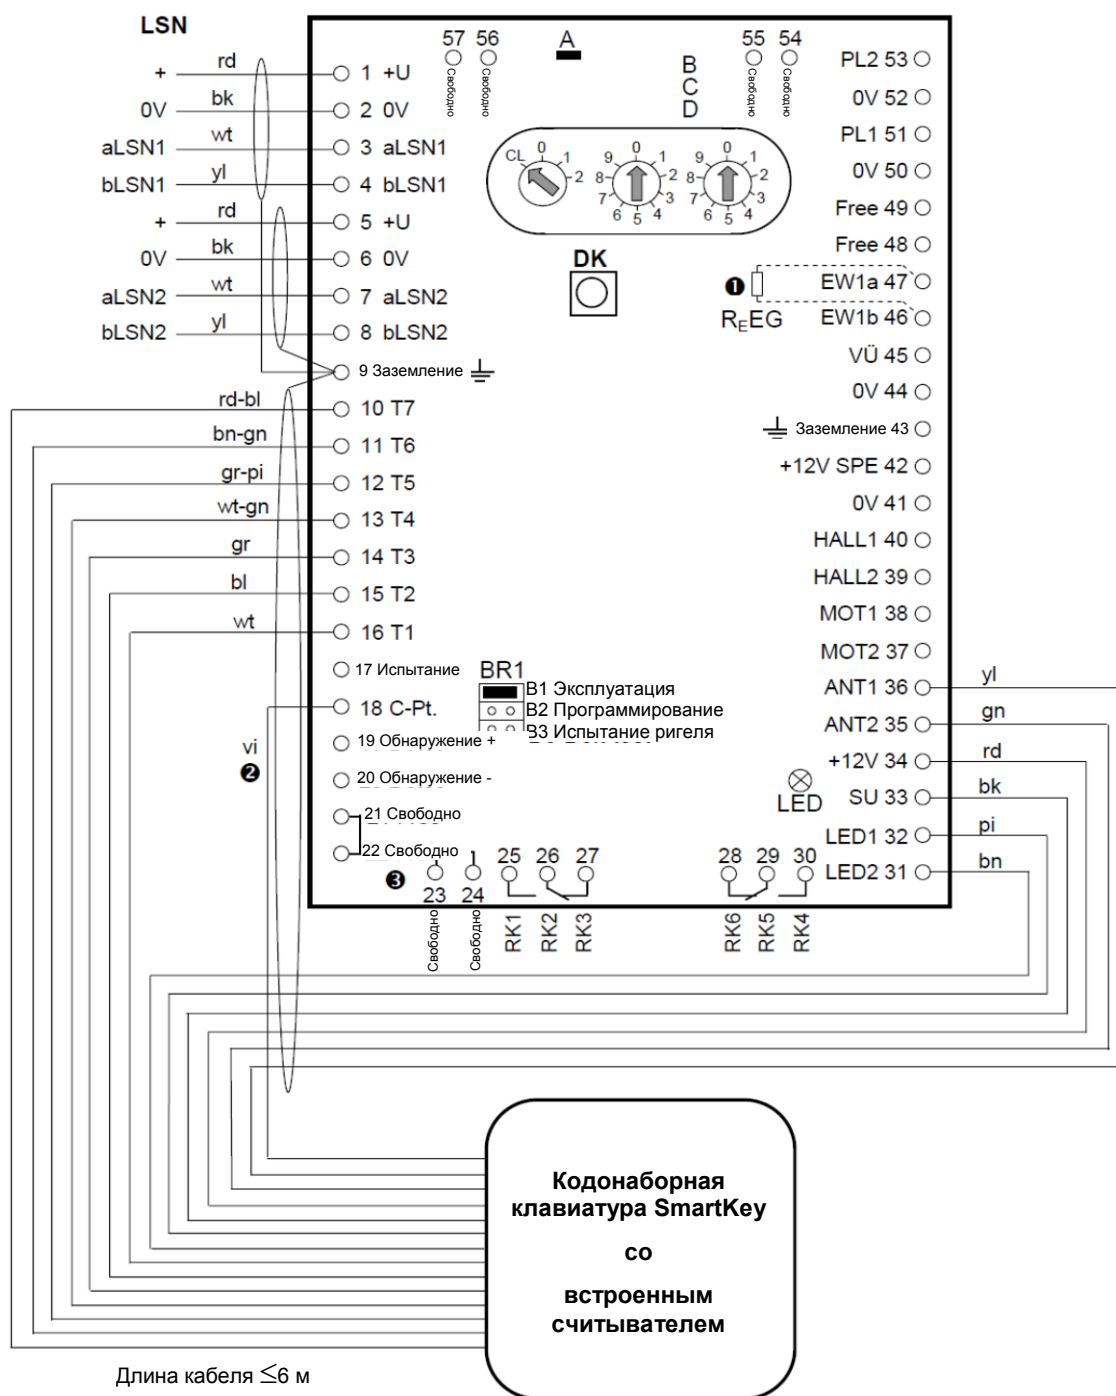 LSN
+ rd 1 +U
0V bk 2 0V
aLSN1 wt 3 aLSN1
bLSN1 yl 4 bLSN1
+ rd 5 +U
0V bk 6 0V
aLSN2 wt 7 aLSN2
bLSN2 yl 8 bLSN2
9 Заземление
rd-bl 10 T7
bn-gn 11 T6
gr-pi 12 T5
wt-gn 13 T4
gr 14 T3
bl 15 T2
wt 16 T1
17 Испытание
18 C-Pt.
vi
❷
19 Обнаружение +
20 Обнаружение -
21 Свободно
22 Свободно
❸
57 56
Свободно
Свободно
A
B
C
D
55 54
Свободно
Свободно
CL 0 1 2
0 1 2 3 4 5 6 7 8 9
0 1 2 3 4 5 6 7 8 9
DK
❶
REEG
BR1
B1 Эксплуатация
B2 Программирование
B3 Испытание ригеля
LED
PL2 53
0V 52
PL1 51
0V 50
Free 49
Free 48
EW1a 47
EW1b 46
VÜ 45
0V 44
Заземление 43
+12V SPE 42
0V 41
HALL1 40
HALL2 39
MOT1 38
MOT2 37
ANT1 36 yl
ANT2 35 gn
+12V 34 rd
SU 33 bk
LED1 32 pi
LED2 31 bn
23 24 25 26 27 28 29 30
Свободно
Свободно
RK1
RK2
RK3
RK6
RK5
RK4
Кодонаборная
клавиатура SmartKey
со
встроенным
считывателем
Длина кабеля ≤6 м